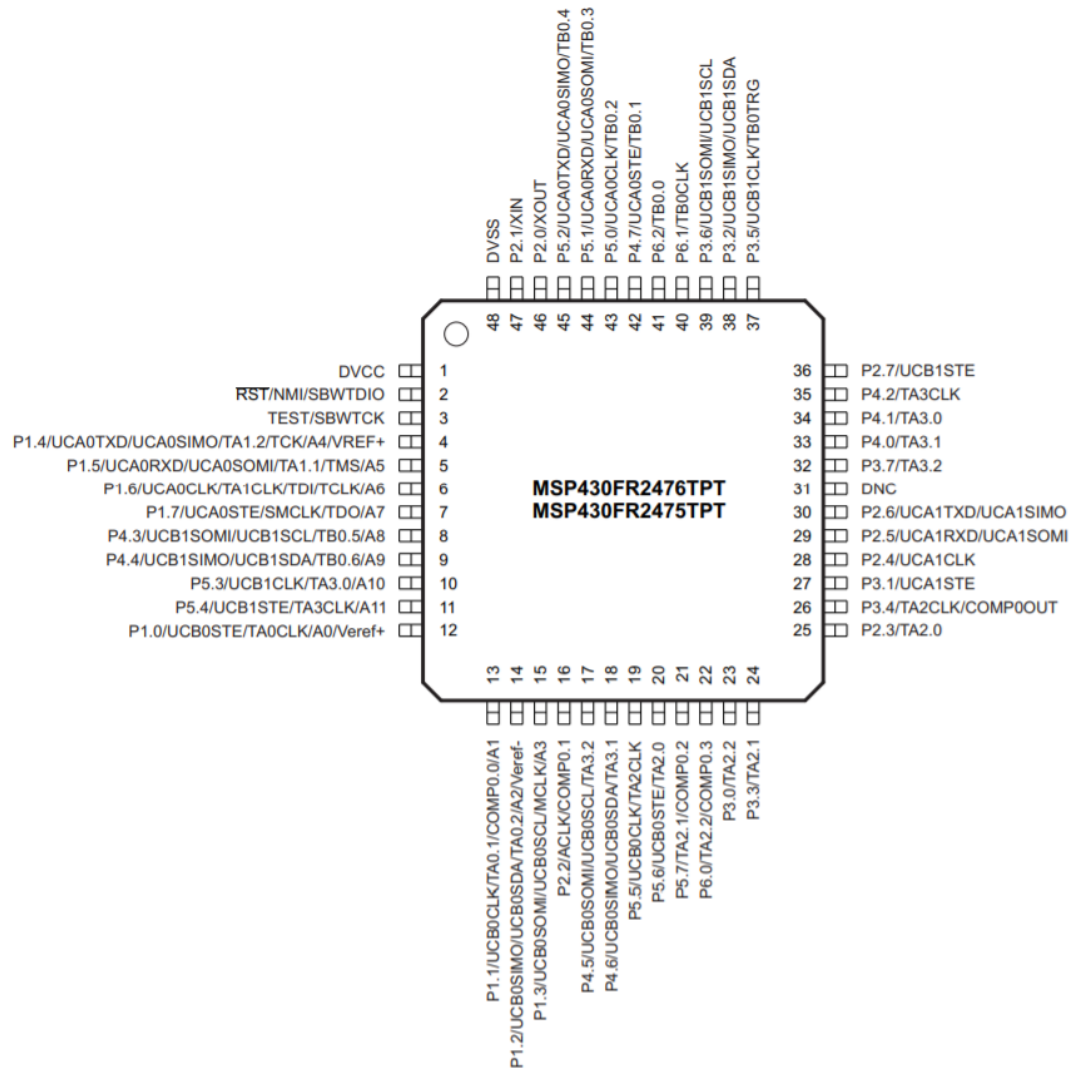 DVSS
P2.1/XIN
P2.0/XOUT
P5.2/UCA0TXD/UCA0SIMO/TB0.4
P5.1/UCA0RXD/UCA0SOMI/TB0.3
P5.0/UCA0CLK/TB0.2
P4.7/UCA0STE/TB0.1
P6.2/TB0.0
P6.1/TB0CLK
P3.6/UCB1SOMI/UCB1SCL
P3.2/UCB1SIMO/UCB1SDA
P3.5/UCB1CLK/TB0TRG
48 47 46 45 44 43 42 41 40 39 38 37
DVCC 1
RST/NMI/SBWTDIO 2
TEST/SBWTCK 3
P1.4/UCA0TXD/UCA0SIMO/TA1.2/TCK/A4/VREF+ 4
P1.5/UCA0RXD/UCA0SOMI/TA1.1/TMS/A5 5
P1.6/UCA0CLK/TA1CLK/TDI/TCLK/A6 6
P1.7/UCA0STE/SMCLK/TDO/A7 7
P4.3/UCB1SOMI/UCB1SCL/TB0.5/A8 8
P4.4/UCB1SIMO/UCB1SDA/TB0.6/A9 9
P5.3/UCB1CLK/TA3.0/A10 10
P5.4/UCB1STE/TA3CLK/A11 11
P1.0/UCB0STE/TA0CLK/A0/Veref+ 12
MSP430FR2476TPT
MSP430FR2475TPT
36 P2.7/UCB1STE
35 P4.2/TA3CLK
34 P4.1/TA3.0
33 P4.0/TA3.1
32 P3.7/TA3.2
31 DNC
30 P2.6/UCA1TXD/UCA1SIMO
29 P2.5/UCA1RXD/UCA1SOMI
28 P2.4/UCA1CLK
27 P3.1/UCA1STE
26 P3.4/TA2CLK/COMP0OUT
25 P2.3/TA2.0
13 14 15 16 17 18 19 20 21 22 23 24
P1.1/UCB0CLK/TA0.1/COMP0.0/A1
P1.2/UCB0SIMO/UCB0SDA/TA0.2/A2/Veref-
P1.3/UCB0SOMI/UCB0SCL/MCLK/A3
P2.2/ACLK/COMP0.1
P4.5/UCB0SOMI/UCB0SCL/TA3.2
P4.6/UCB0SIMO/UCB0SDA/TA3.1
P5.5/UCB0CLK/TA2CLK
P5.6/UCB0STE/TA2.0
P5.7/TA2.1/COMP0.2
P6.0/TA2.2/COMP0.3
P3.0/TA2.2
P3.3/TA2.1